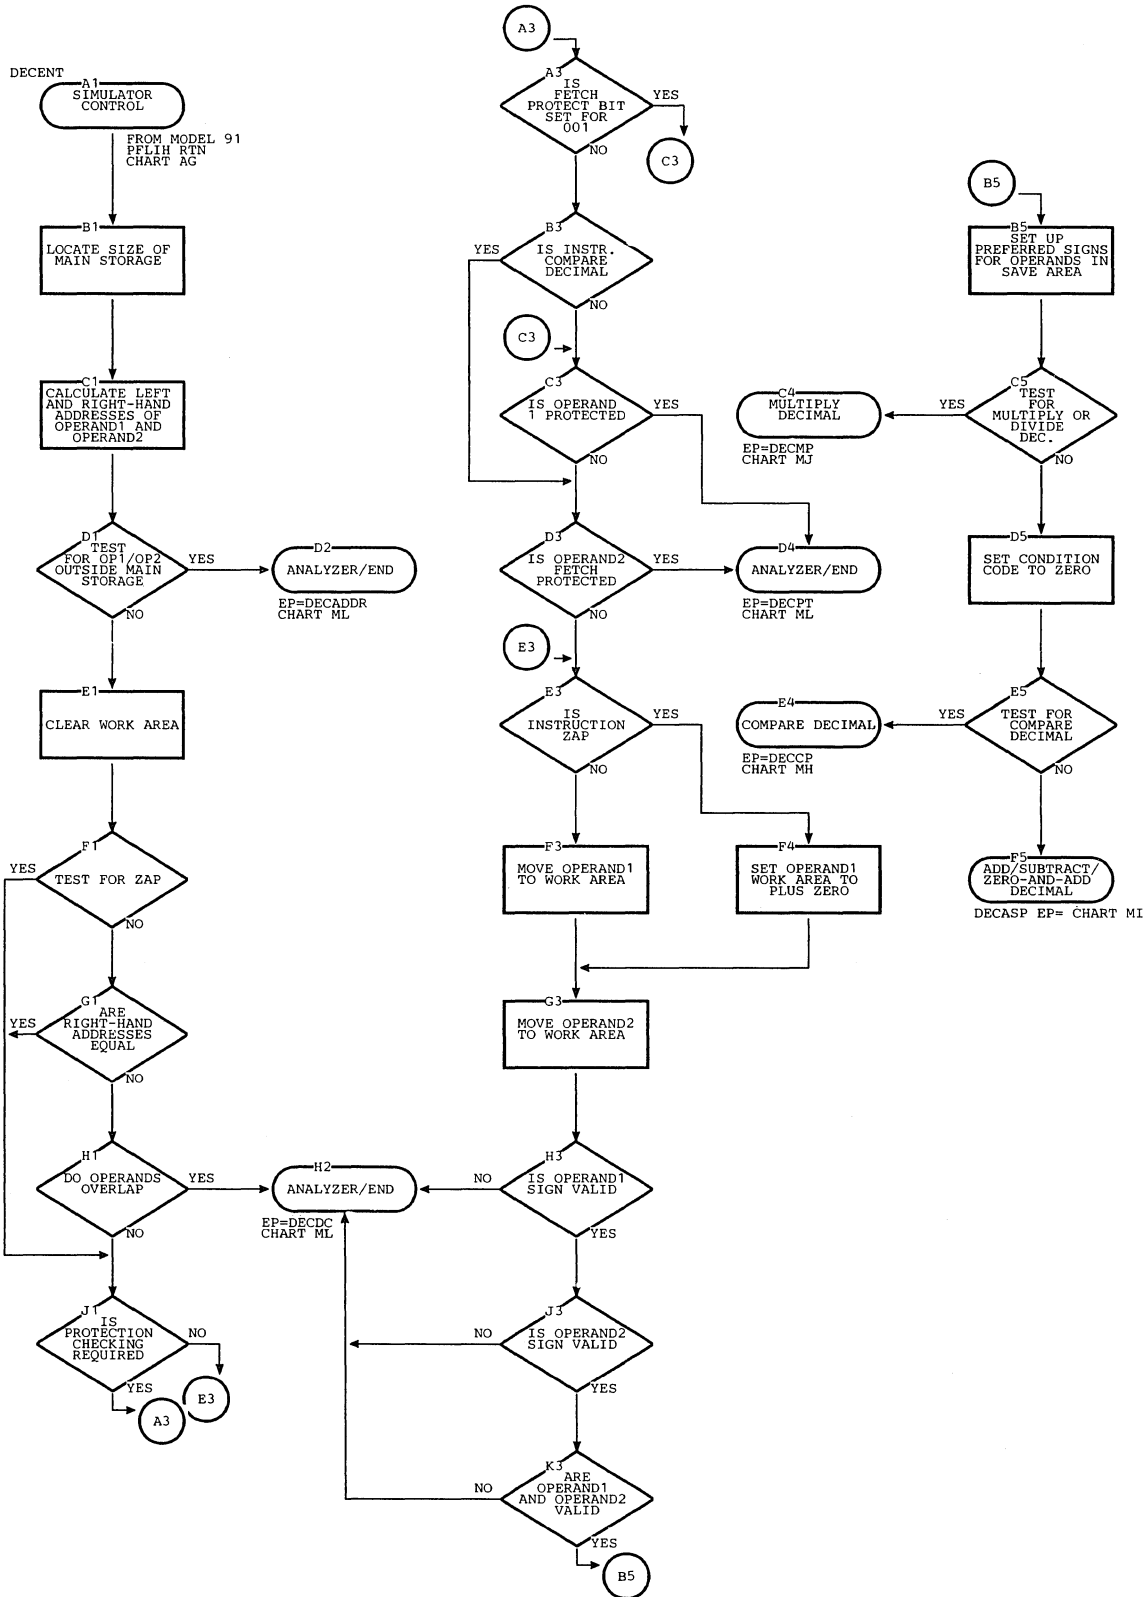 DECENT
A1
SIMULATOR
CONTROL
FROM MODEL 91
PFLIH RTN
CHART AG
B1
LOCATE SIZE OF
MAIN STORAGE
C1
CALCULATE LEFT
AND RIGHT-HAND
ADDRESSES OF
OPERAND1 AND
OPERAND2
D1
TEST
FOR OP1/OP2
OUTSIDE MAIN
STORAGE
YES
NO
D2
ANALYZER/END
EP=DECADDR
CHART ML
E1
CLEAR WORK AREA
F1
TEST FOR ZAP
YES
NO
G1
ARE
RIGHT-HAND
ADDRESSES
EQUAL
YES
NO
H1
DO OPERANDS
OVERLAP
YES
NO
H2
ANALYZER/END
EP=DECDC
CHART ML
J1
IS
PROTECTION
CHECKING
REQUIRED
NO
YES
E3
A3
A3
A3
IS
FETCH
PROTECT BIT
SET FOR
001
YES
NO
C3
B3
IS INSTR.
COMPARE
DECIMAL
YES
NO
C3
C3
IS OPERAND
1 PROTECTED
YES
NO
D3
IS OPERAND2
FETCH
PROTECTED
YES
NO
D4
ANALYZER/END
EP=DECPT
CHART ML
E3
E3
IS
INSTRUCTION
ZAP
YES
NO
F3
MOVE OPERAND1
TO WORK AREA
F4
SET OPERAND1
WORK AREA TO
PLUS ZERO
G3
MOVE OPERAND2
TO WORK AREA
H3
IS OPERAND1
SIGN VALID
NO
YES
J3
IS OPERAND2
SIGN VALID
NO
YES
K3
ARE
OPERAND1
AND OPERAND2
VALID
NO
YES
B5
B5
B5
SET UP
PREFERRED SIGNS
FOR OPERANDS IN
SAVE AREA
C5
TEST
FOR
MULTIPLY OR
DIVIDE
DEC.
YES
NO
C4
MULTIPLY
DECIMAL
EP=DECMP
CHART MJ
D5
SET CONDITION
CODE TO ZERO
E5
TEST FOR
COMPARE
DECIMAL
YES
NO
E4
COMPARE DECIMAL
EP=DECCP
CHART MH
F5
ADD/SUBTRACT/
ZERO-AND-ADD
DECIMAL
DECASP EP= CHART MI